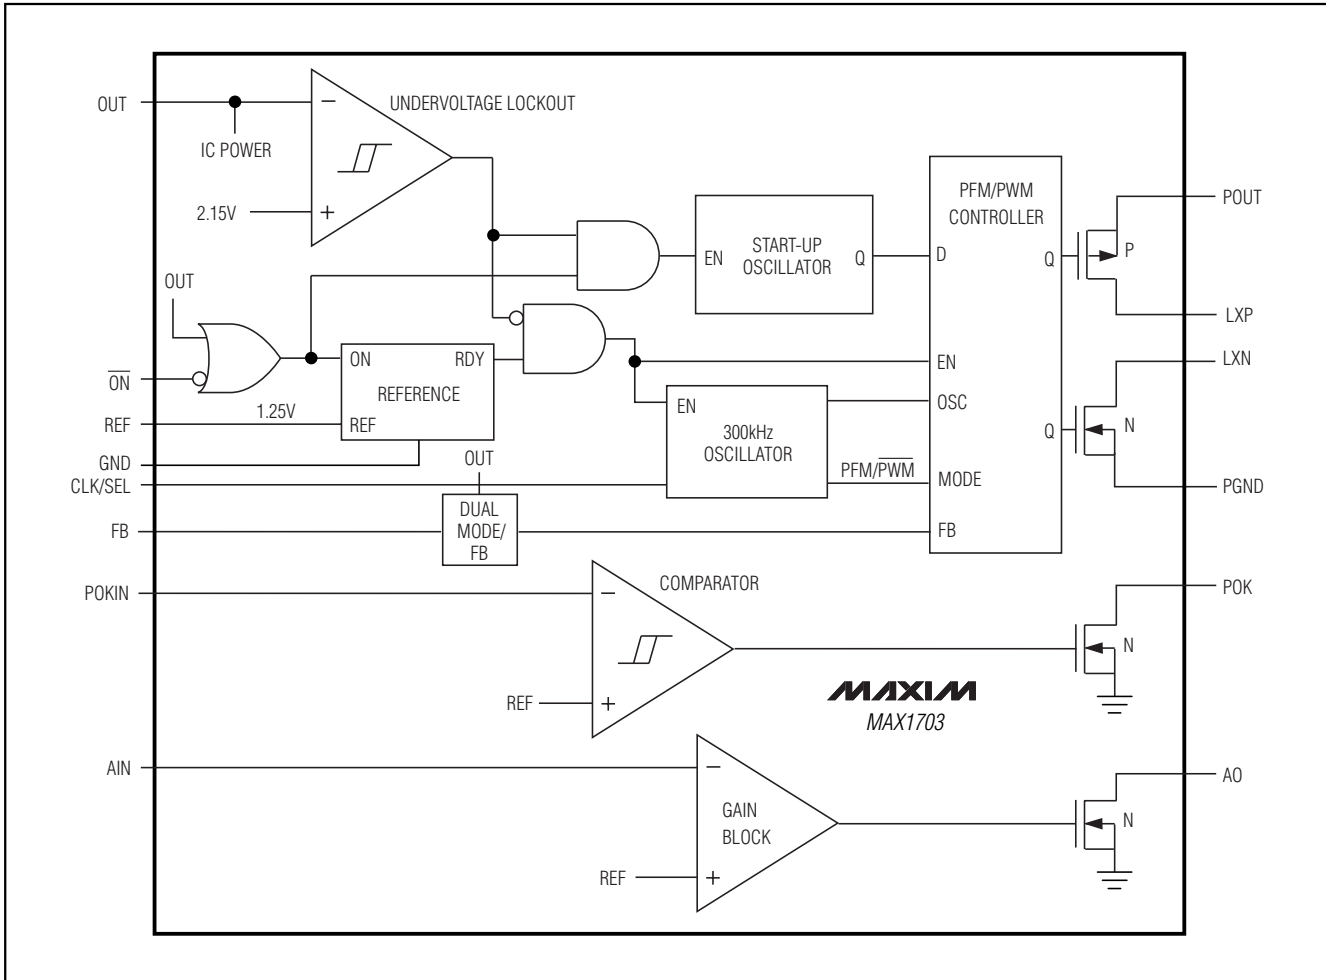 OUT
IC POWER
UNDERVOLTAGE LOCKOUT
−
+
2.15V
OUT
ON
REF
GND
CLK/SEL
FB
POKIN
AIN
1.25V
ON
RDY
REFERENCE
REF
OUT
DUAL
MODE/
FB
EN
START-UP
OSCILLATOR
Q
EN
300kHz
OSCILLATOR
PFM/PWM
PFM/PWM
CONTROLLER
D
EN
OSC
MODE
FB
Q
Q
P
N
POUT
LXP
LXN
PGND
COMPARATOR
−
+
REF
N
POK
MAXIM
MAX1703
GAIN
BLOCK
−
+
REF
N
AO